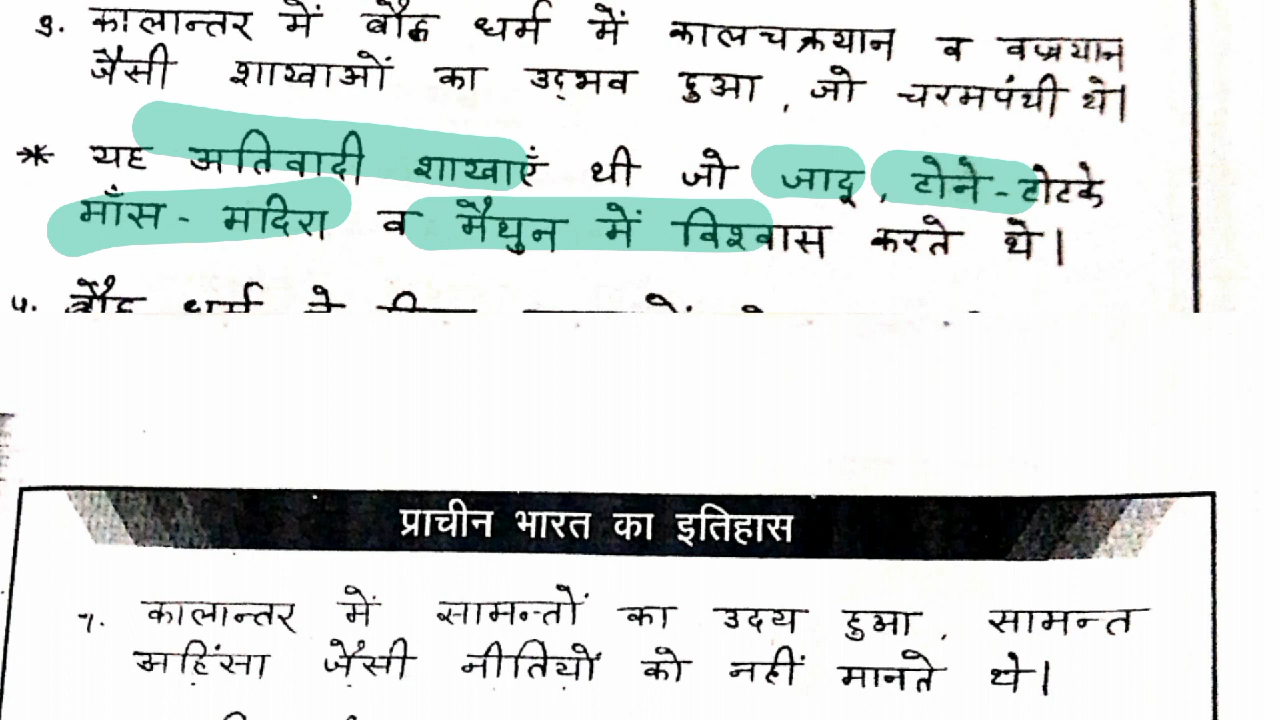 3. कालान्तर में बौद्ध धर्म में कालचक्रयान व वज्रयान
जैसी शाखाओं का उद्‌भव हुआ , जो चरमपंथी थे।
* यह अतिवादी शाखाएँ थी जो जादू , टोने-टोटके
माँस - मदिरा व मैथुन में विश्वास करते थे।
प्राचीन भारत का इतिहास
7. कालान्तर में सामन्तों का उदय हुआ , सामन्त
अहिंसा जैसी नीतियों को नहीं मानते थे।